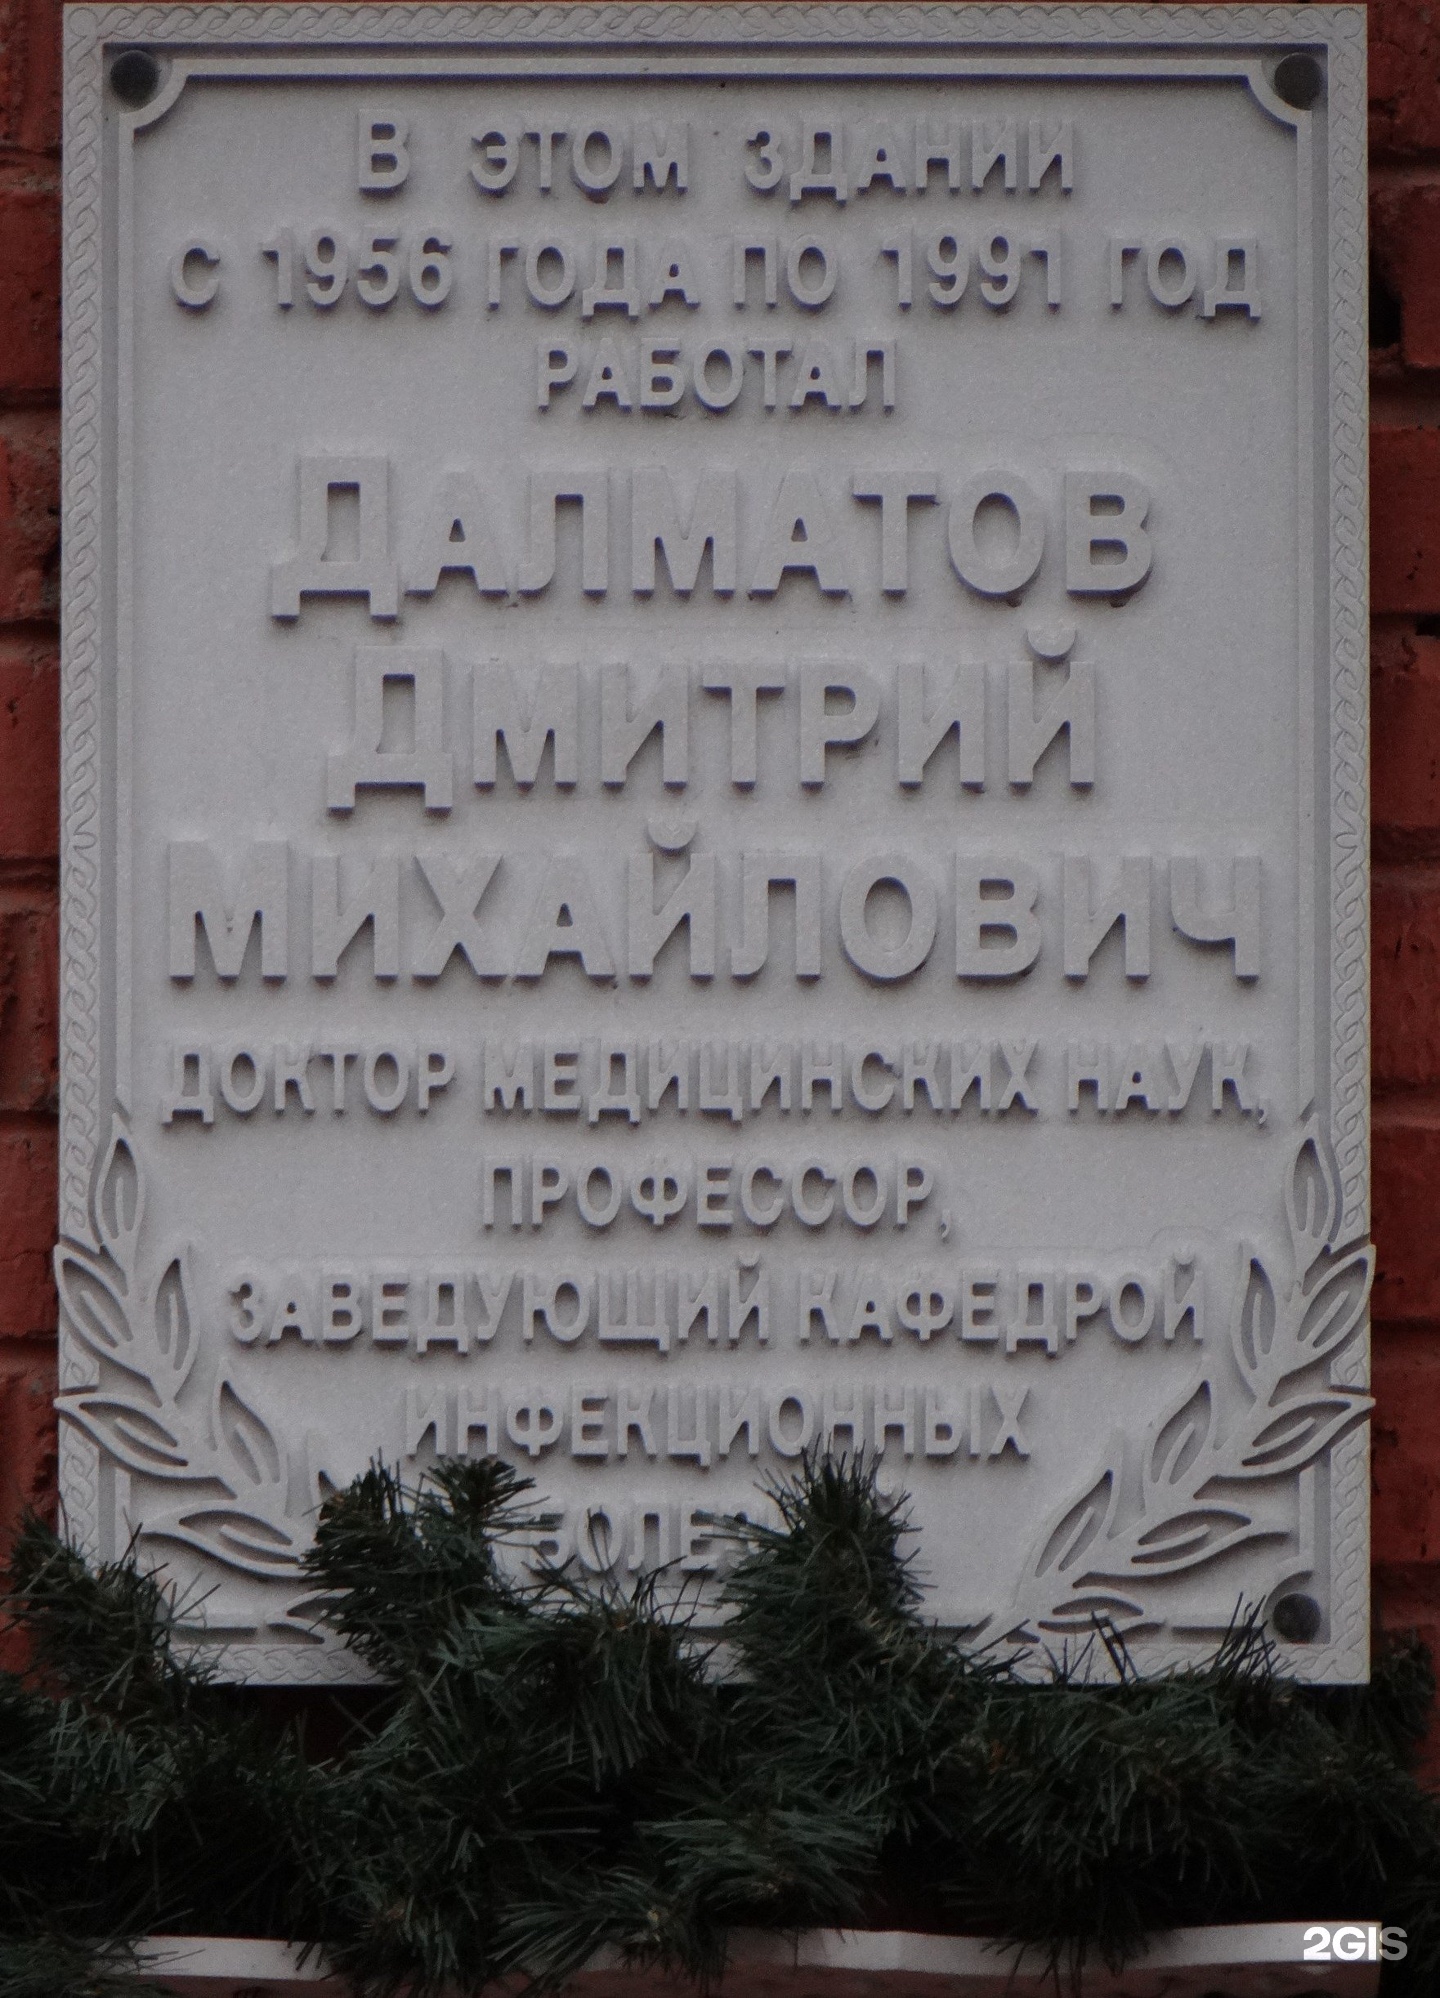 В ЭТОМ ЗДАНИИ
С 1956 ГОДА ПО 1991 ГОД
РАБОТАЛ
ДАЛМАТОВ
ДМИТРИЙ
МИХАЙЛОВИЧ
ДОКТОР МЕДИЦИНСКИХ НАУК,
ПРОФЕССОР,
ЗАВЕДУЮЩИЙ КАФЕДРОЙ
ИНФЕКЦИОННЫХ
2GIS